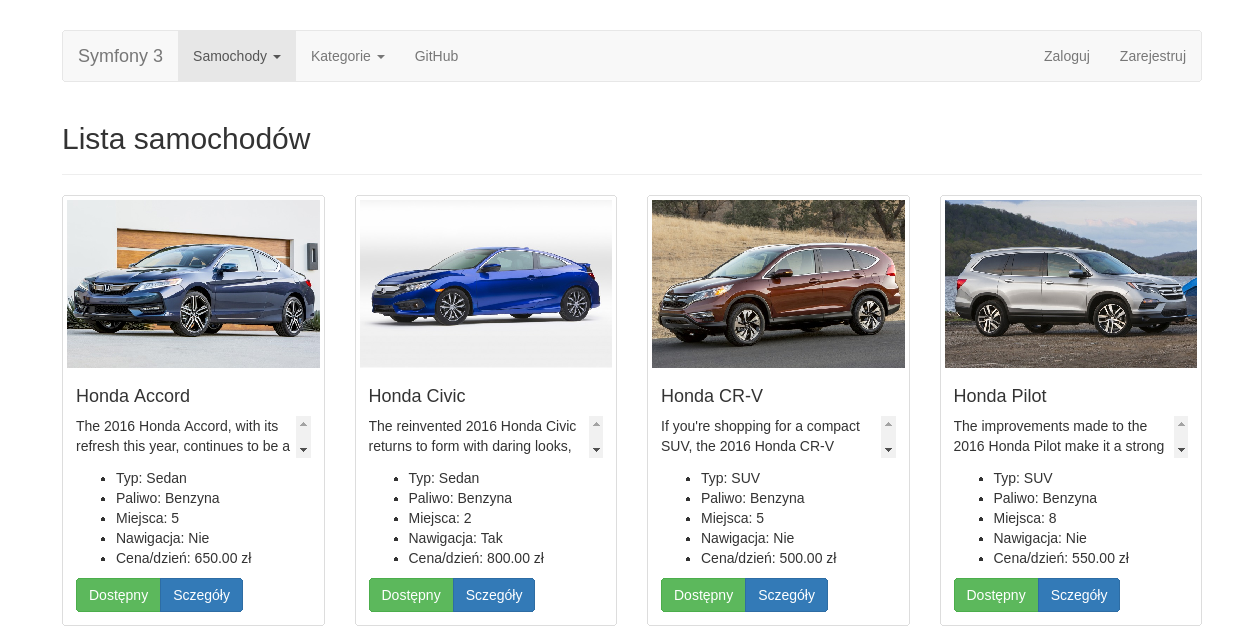 Symfony 3 Samochody Kategorie GitHub Zaloguj Zarejestruj
Lista samochodów
Honda Accord
The 2016 Honda Accord, with its
refresh this year, continues to be a
Typ: Sedan
Paliwo: Benzyna
Miejsca: 5
Nawigacja: Nie
Cena/dzień: 650.00 zł
Dostępny Sczegóły
Honda Civic
The reinvented 2016 Honda Civic
returns to form with daring looks,
Typ: Sedan
Paliwo: Benzyna
Miejsca: 2
Nawigacja: Tak
Cena/dzień: 800.00 zł
Dostępny Sczegóły
Honda CR-V
If you're shopping for a compact
SUV, the 2016 Honda CR-V
Typ: SUV
Paliwo: Benzyna
Miejsca: 5
Nawigacja: Nie
Cena/dzień: 500.00 zł
Dostępny Sczegóły
Honda Pilot
The improvements made to the
2016 Honda Pilot make it a strong
Typ: SUV
Paliwo: Benzyna
Miejsca: 8
Nawigacja: Nie
Cena/dzień: 550.00 zł
Dostępny Sczegóły